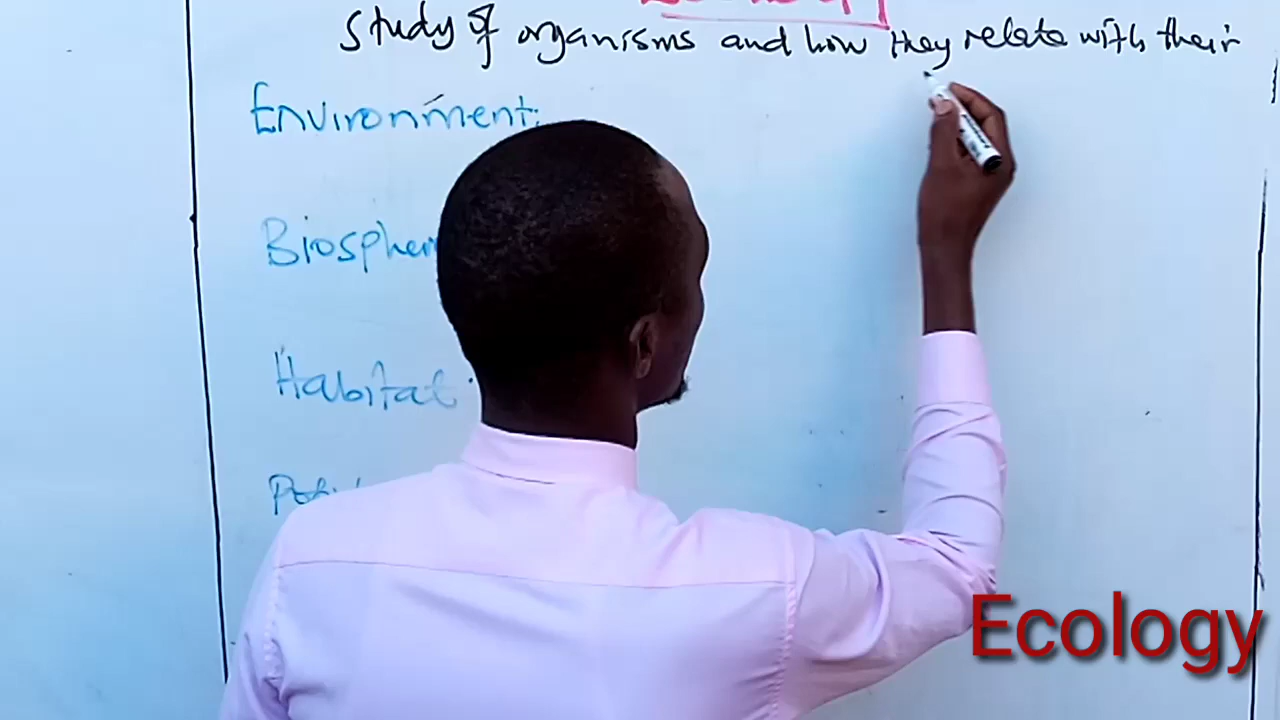 Study of organisms and how they relate with their
Environment:
Biospher
Habitat
Ecology